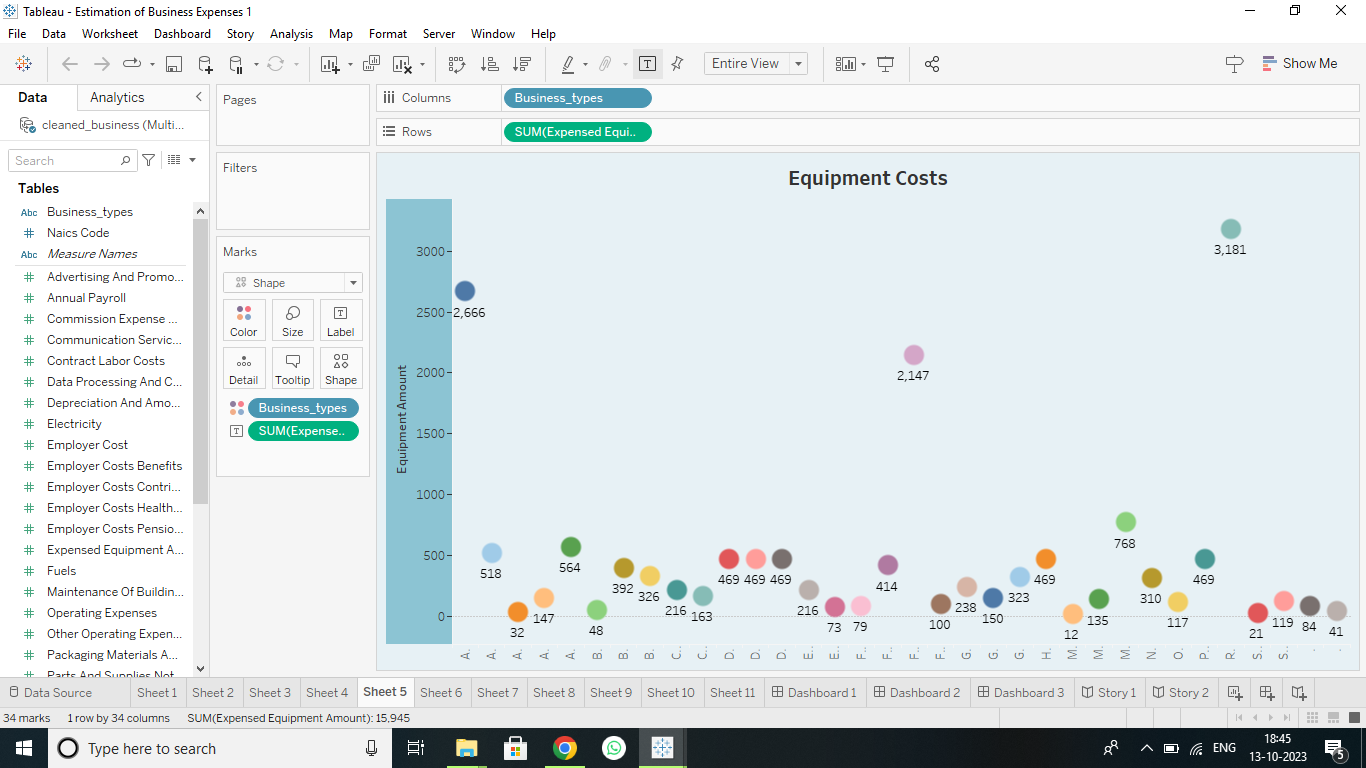 Tableau - Estimation of Business Expenses 1
File Data Worksheet Dashboard Story Analysis Map Format Server Window Help
Entire View
Show Me
Data Analytics
cleaned_business (Multi...
Search
Tables
Abc Business_types
# Naics Code
Abc Measure Names
# Advertising And Promo...
# Annual Payroll
# Commission Expense ...
# Communication Servic...
# Contract Labor Costs
# Data Processing And C...
# Depreciation And Amo...
# Electricity
# Employer Cost
# Employer Costs Benefits
# Employer Costs Contri...
# Employer Costs Health...
# Employer Costs Pensio...
# Expensed Equipment A...
# Fuels
# Maintenance Of Buildin...
# Operating Expenses
# Other Operating Expen...
# Packaging Materials A...
# Parts And Supplies Not
Pages
Filters
Marks
Shape
Color Size Label
Detail Tooltip Shape
Business_types
SUM(Expense..
Columns Business_types
Rows SUM(Expensed Equi..
Equipment Costs
Equipment Amount
3000
2500
2000
1500
1000
500
0
2,666
518
32
147
564
48
392
326
216
163
469
469
469
216
73
79
414
2,147
100
238
150
323
469
12
135
768
310
117
469
3,181
21
119
84
41
A. A. A. A. A. B. B. B. C. C. D. D. D. E. E. F. F. F. F. G. G. G. H. M. M. M. N. O. P. R. S. S. . .
Data Source Sheet 1 Sheet 2 Sheet 3 Sheet 4 Sheet 5 Sheet 6 Sheet 7 Sheet 8 Sheet 9 Sheet 10 Sheet 11 Dashboard 1 Dashboard 2 Dashboard 3 Story 1 Story 2
34 marks 1 row by 34 columns SUM(Expensed Equipment Amount): 15,945
Type here to search
ENG
18:45
13-10-2023
5